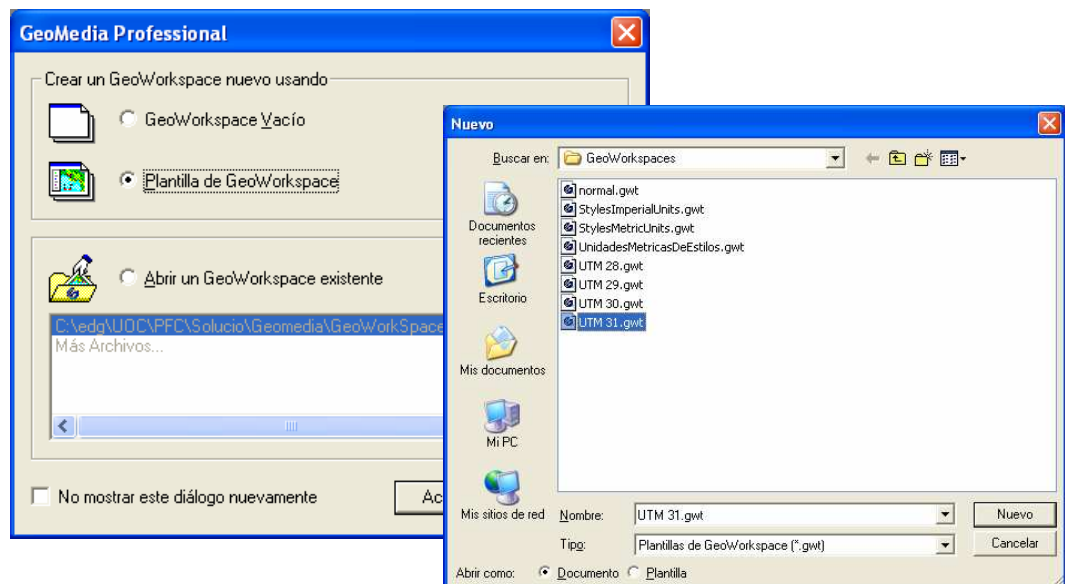 GeoMedia Professional
Crear un GeoWorkspace nuevo usando
GeoWorkspace Vacío
Plantilla de GeoWorkspace
Abrir un GeoWorkspace existente
C:\edg\UOC\PFC\Solucio\Geomedia\GeoWorkSpace
Más Archivos...
No mostrar este diálogo nuevamente
Ac
Nuevo
Buscar en:
GeoWorkspaces
Documentos
recientes
Escritorio
Mis documentos
Mi PC
Mis sitios de red
normal.gwt
StylesImperialUnits.gwt
StylesMetricUnits.gwt
UnidadesMetricasDeEstilos.gwt
UTM 28.gwt
UTM 29.gwt
UTM 30.gwt
UTM 31.gwt
Nombre:
UTM 31.gwt
Nuevo
Tipo:
Plantillas de GeoWorkspace (*.gwt)
Cancelar
Abrir como:
Documento
Plantilla